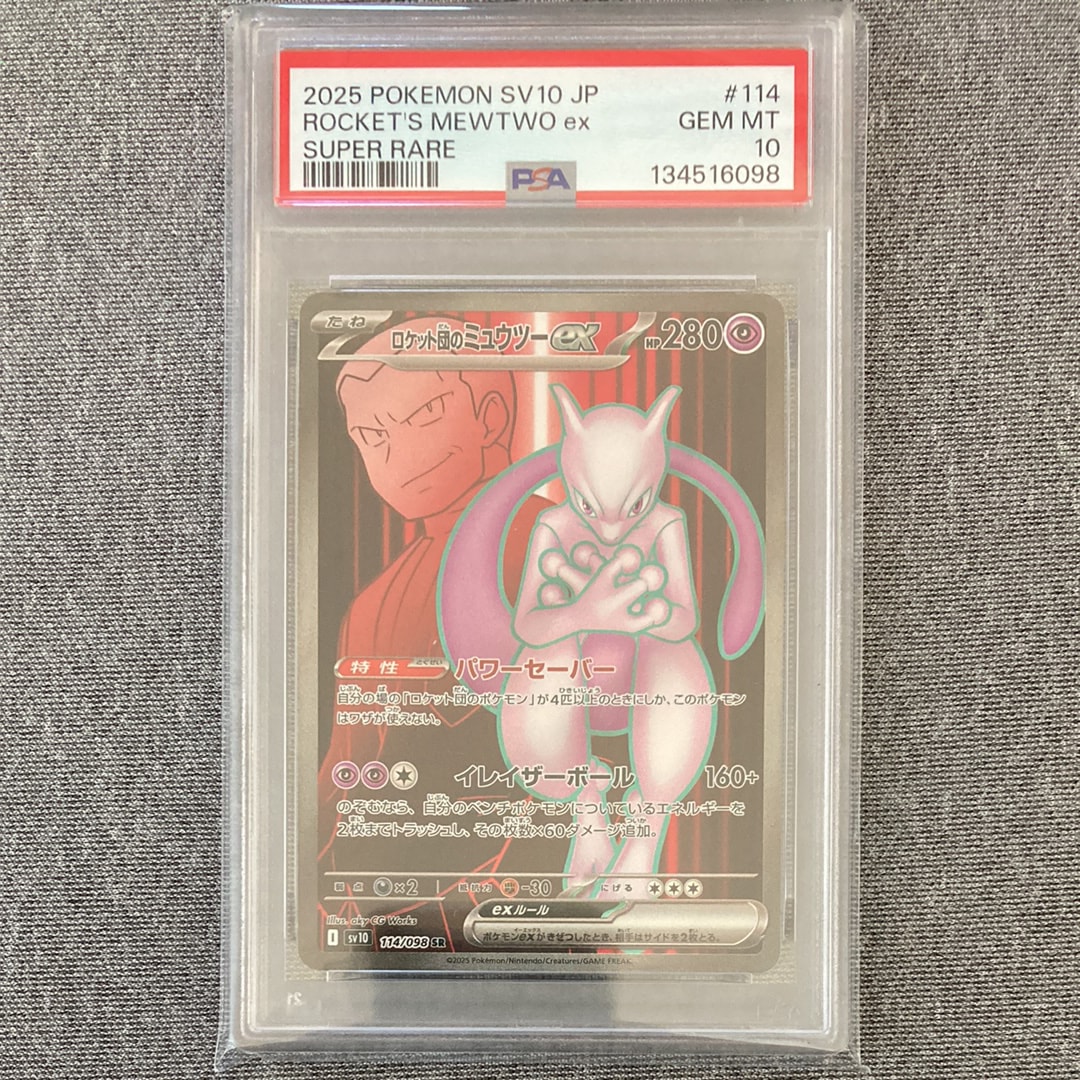 2025 POKEMON SV10 JP #114
ROCKET'S MEWTWO ex GEM MT
SUPER RARE 10
PSA 134516098
たね ロケット団のミュウツーex HP280
特性 とくせい パワーセーバー
自分の場の「ロケット団のポケモン」が4匹以上のときにしか、このポケモン
はワザが使えない。
イレイザーボール 160+
のぞむなら、自分のベンチポケモンについているエネルギーを
2枚までトラッシュし、その枚数×60ダメージ追加。
弱点 ×2 抵抗力 -30 にげる
Illus. aky CG Works
exルール
ポケモンexがきぜつしたとき、相手はサイドを2枚とる。
I sv10 114/098 SR
©2025 Pokémon/Nintendo/Creatures/GAME FREAK.